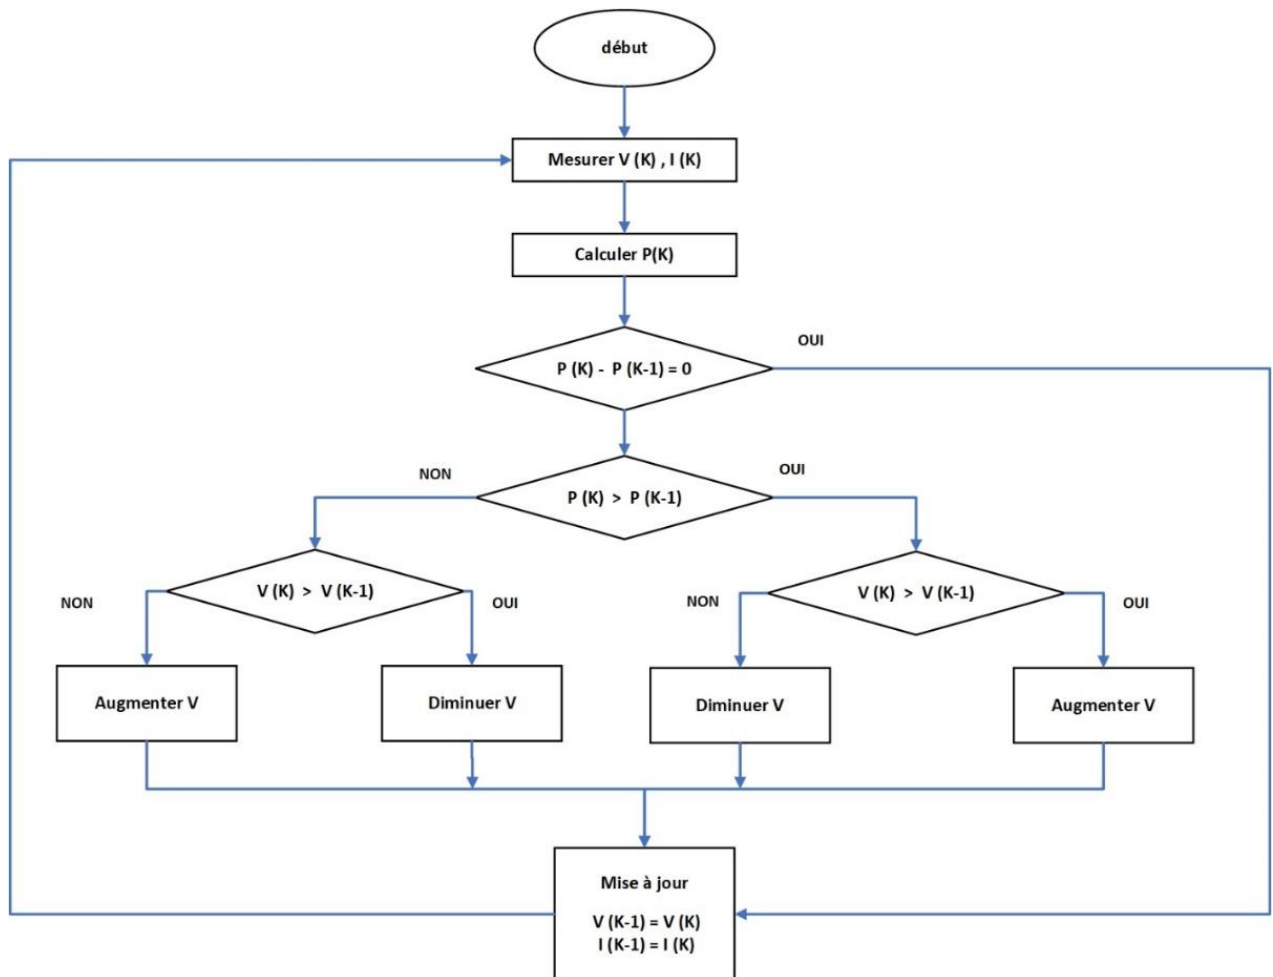 début
Mesurer V (K) , I (K)
Calculer P(K)
OUI
P (K) - P (K-1) = 0
NON
OUI
P (K) > P (K-1)
V (K) > V (K-1)
V (K) > V (K-1)
NON
OUI
NON
OUI
Augmenter V
Diminuer V
Diminuer V
Augmenter V
Mise à jour
V (K-1) = V (K)
I (K-1) = I (K)